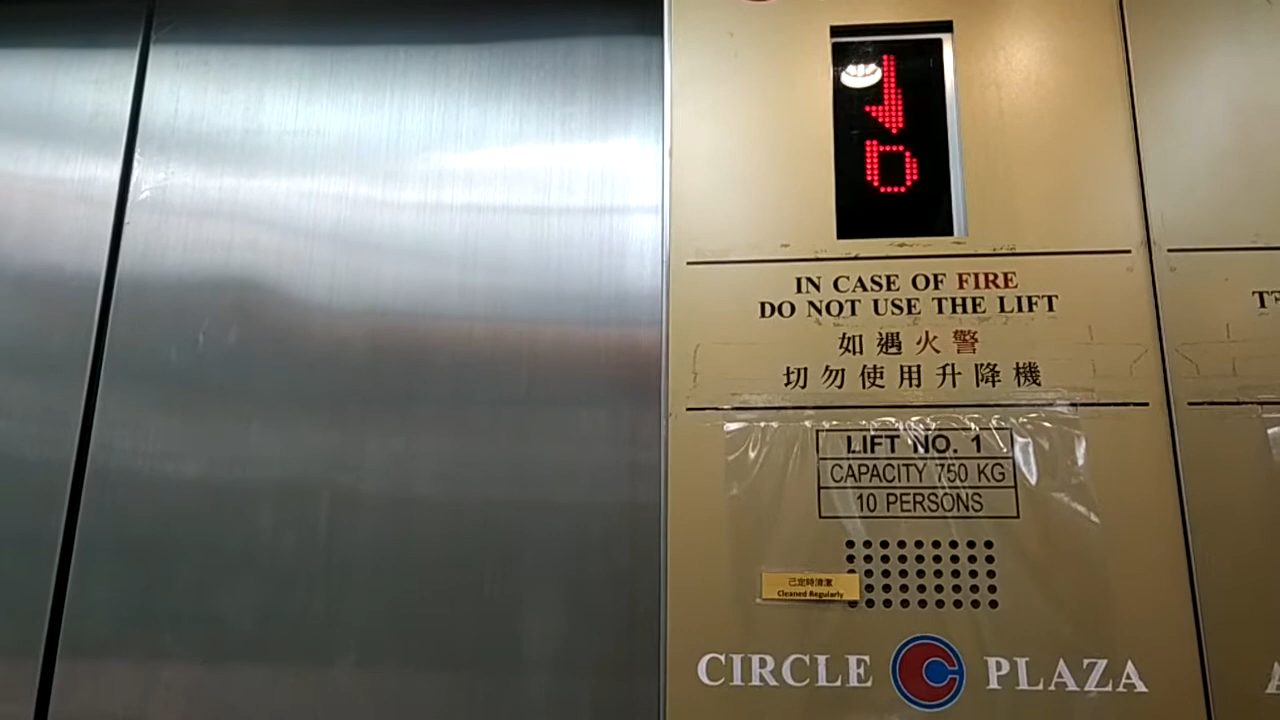 IN CASE OF FIRE
DO NOT USE THE LIFT
如遇火警
切勿使用升降機
LIFT NO. 1
CAPACITY 750 KG
10 PERSONS
已定時清潔
Cleaned Regularly
CIRCLE C PLAZA